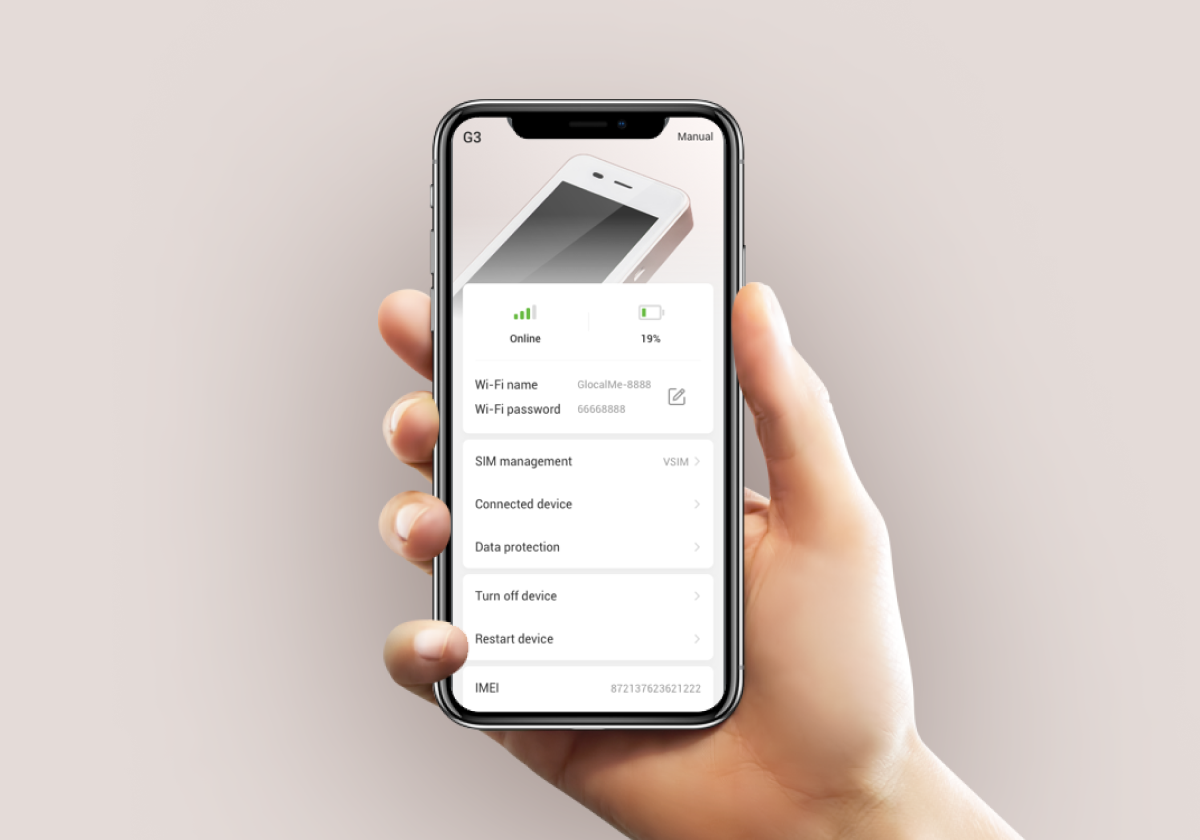 G3 Manual
Online 19%
Wi-Fi name GlocalMe-8888
Wi-Fi password 66668888
SIM management VSIM
Connected device
Data protection
Turn off device
Restart device
IMEI 872137623621222